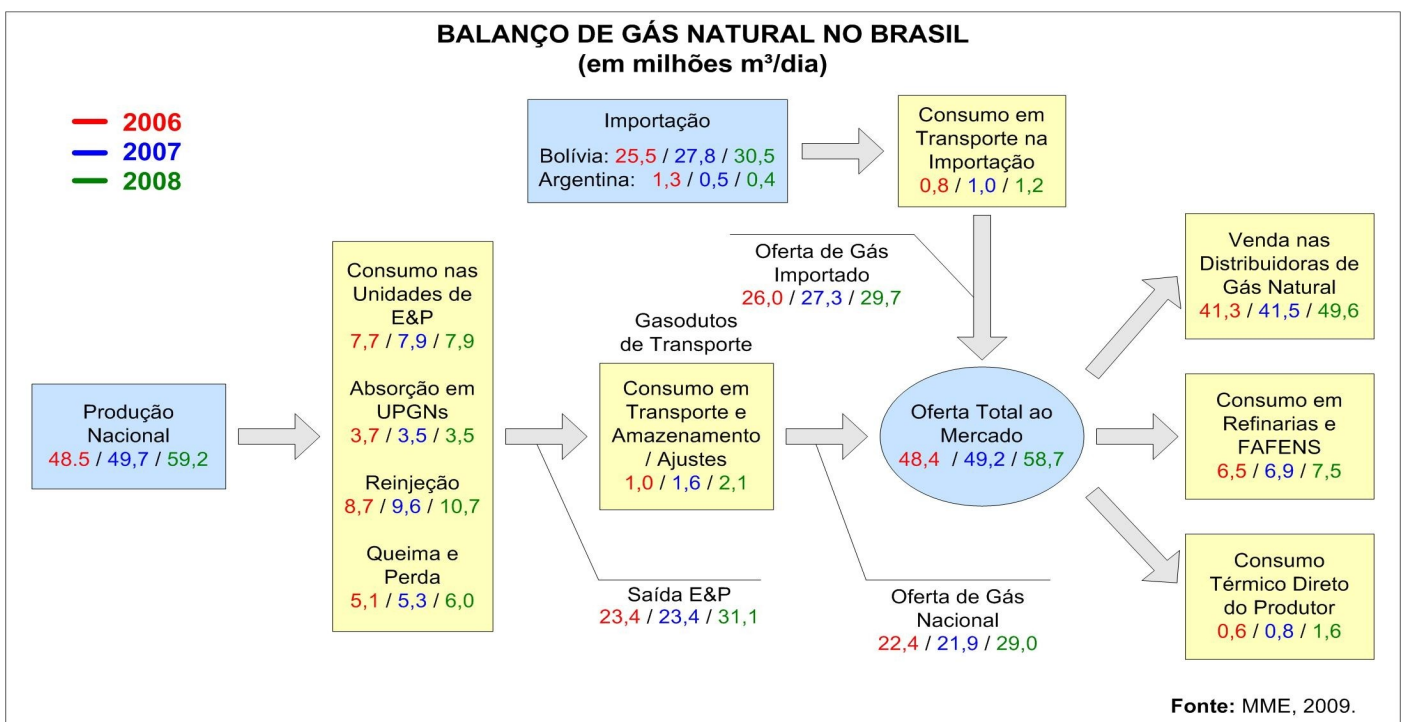 BALANÇO DE GÁS NATURAL NO BRASIL
(em milhões m³/dia)
2006
2007
2008
Importação
Bolívia: 25,5 / 27,8 / 30,5
Argentina: 1,3 / 0,5 / 0,4
Consumo em
Transporte na
Importação
0,8 / 1,0 / 1,2
Oferta de Gás
Importado
26,0 / 27,3 / 29,7
Produção
Nacional
48.5 / 49,7 / 59,2
Consumo nas
Unidades de
E&P
7,7 / 7,9 / 7,9
Absorção em
UPGNs
3,7 / 3,5 / 3,5
Reinjeção
8,7 / 9,6 / 10,7
Queima e
Perda
5,1 / 5,3 / 6,0
Saída E&P
23,4 / 23,4 / 31,1
Gasodutos
de Transporte
Consumo em
Transporte e
Amazenamento
/ Ajustes
1,0 / 1,6 / 2,1
Oferta de Gás
Nacional
22,4 / 21,9 / 29,0
Oferta Total ao
Mercado
48,4 / 49,2 / 58,7
Venda nas
Distribuidoras de
Gás Natural
41,3 / 41,5 / 49,6
Consumo em
Refinarias e
FAFENS
6,5 / 6,9 / 7,5
Consumo
Térmico Direto
do Produtor
0,6 / 0,8 / 1,6
Fonte: MME, 2009.